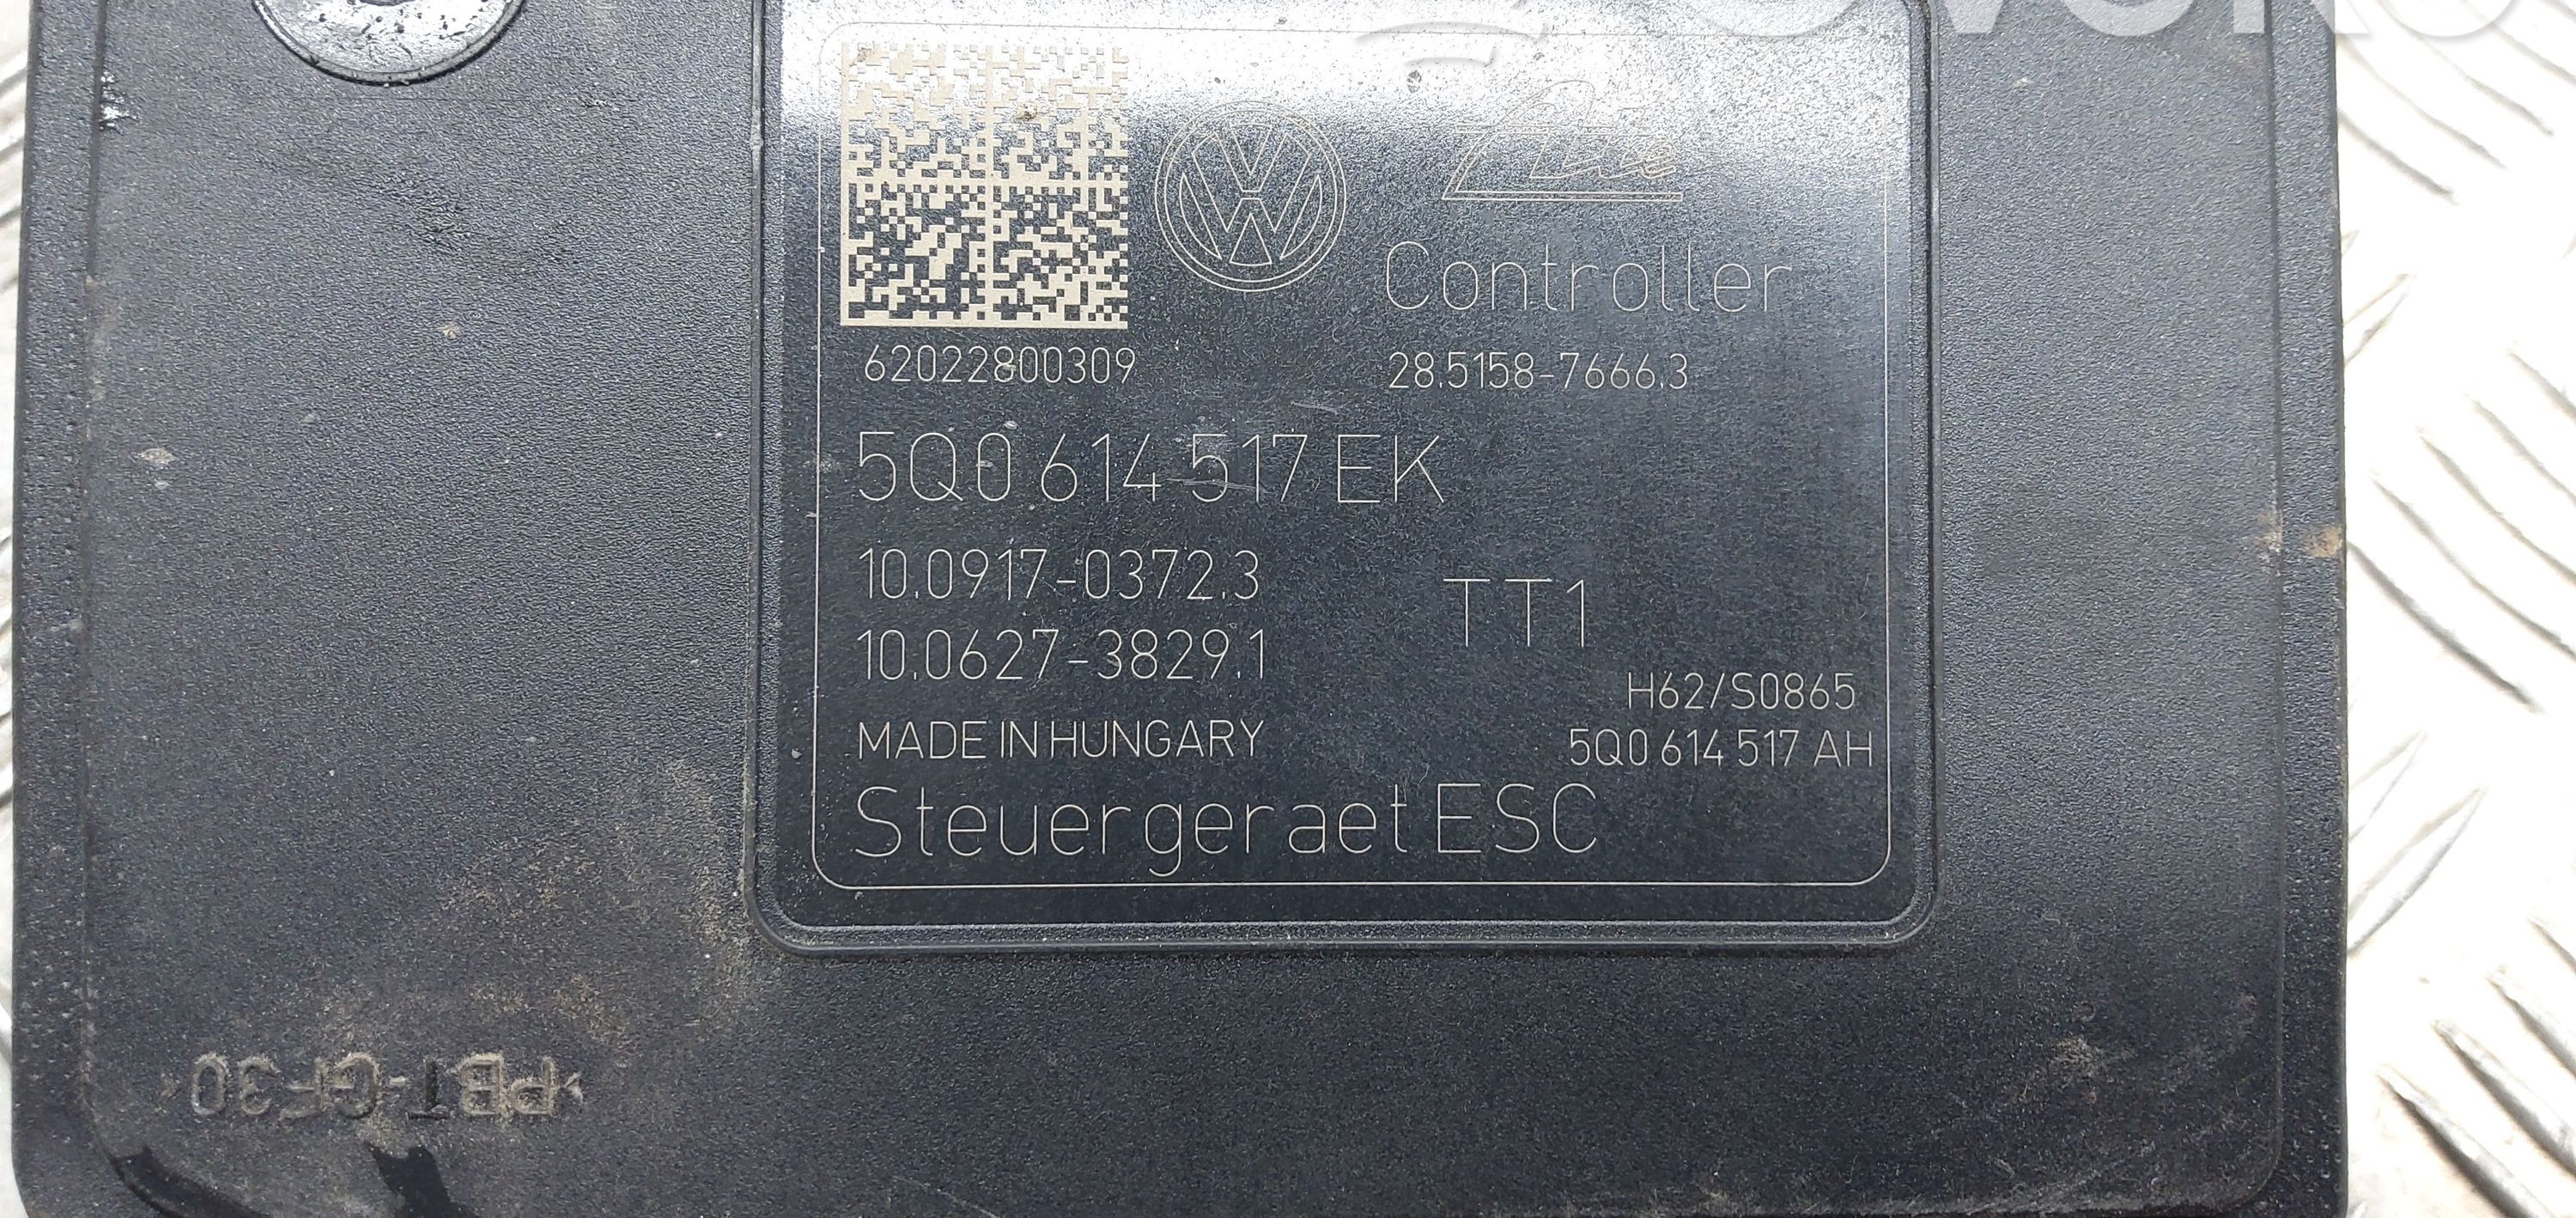 Ate
Controller
62022800309
28.5158-7666.3
5Q0 614 517 EK
10.0917-0372.3
TT1
10.0627-3829.1
H62/S0865
MADE IN HUNGARY
5Q0 614 517 AH
Steuergeraet ESC
>PBT-GF30<